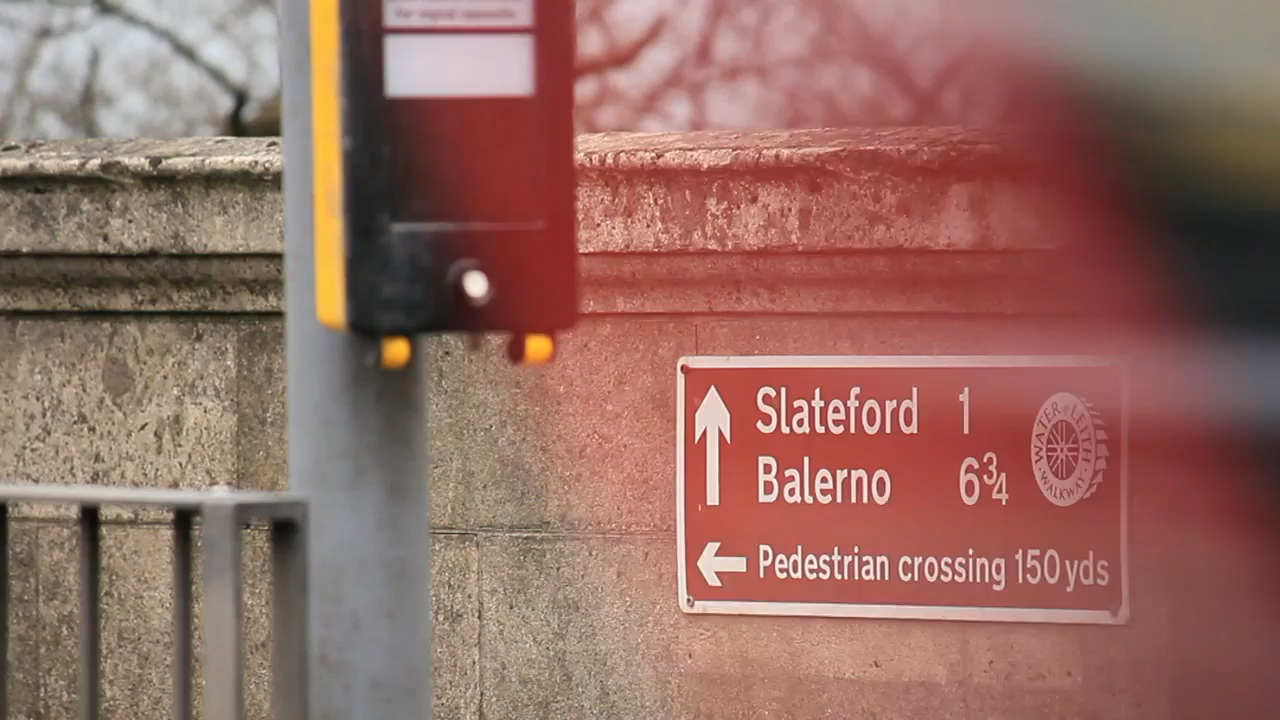 Slateford 1
Balerno 6¾
WATER of LEITH
WALKWAY
Pedestrian crossing 150 yds